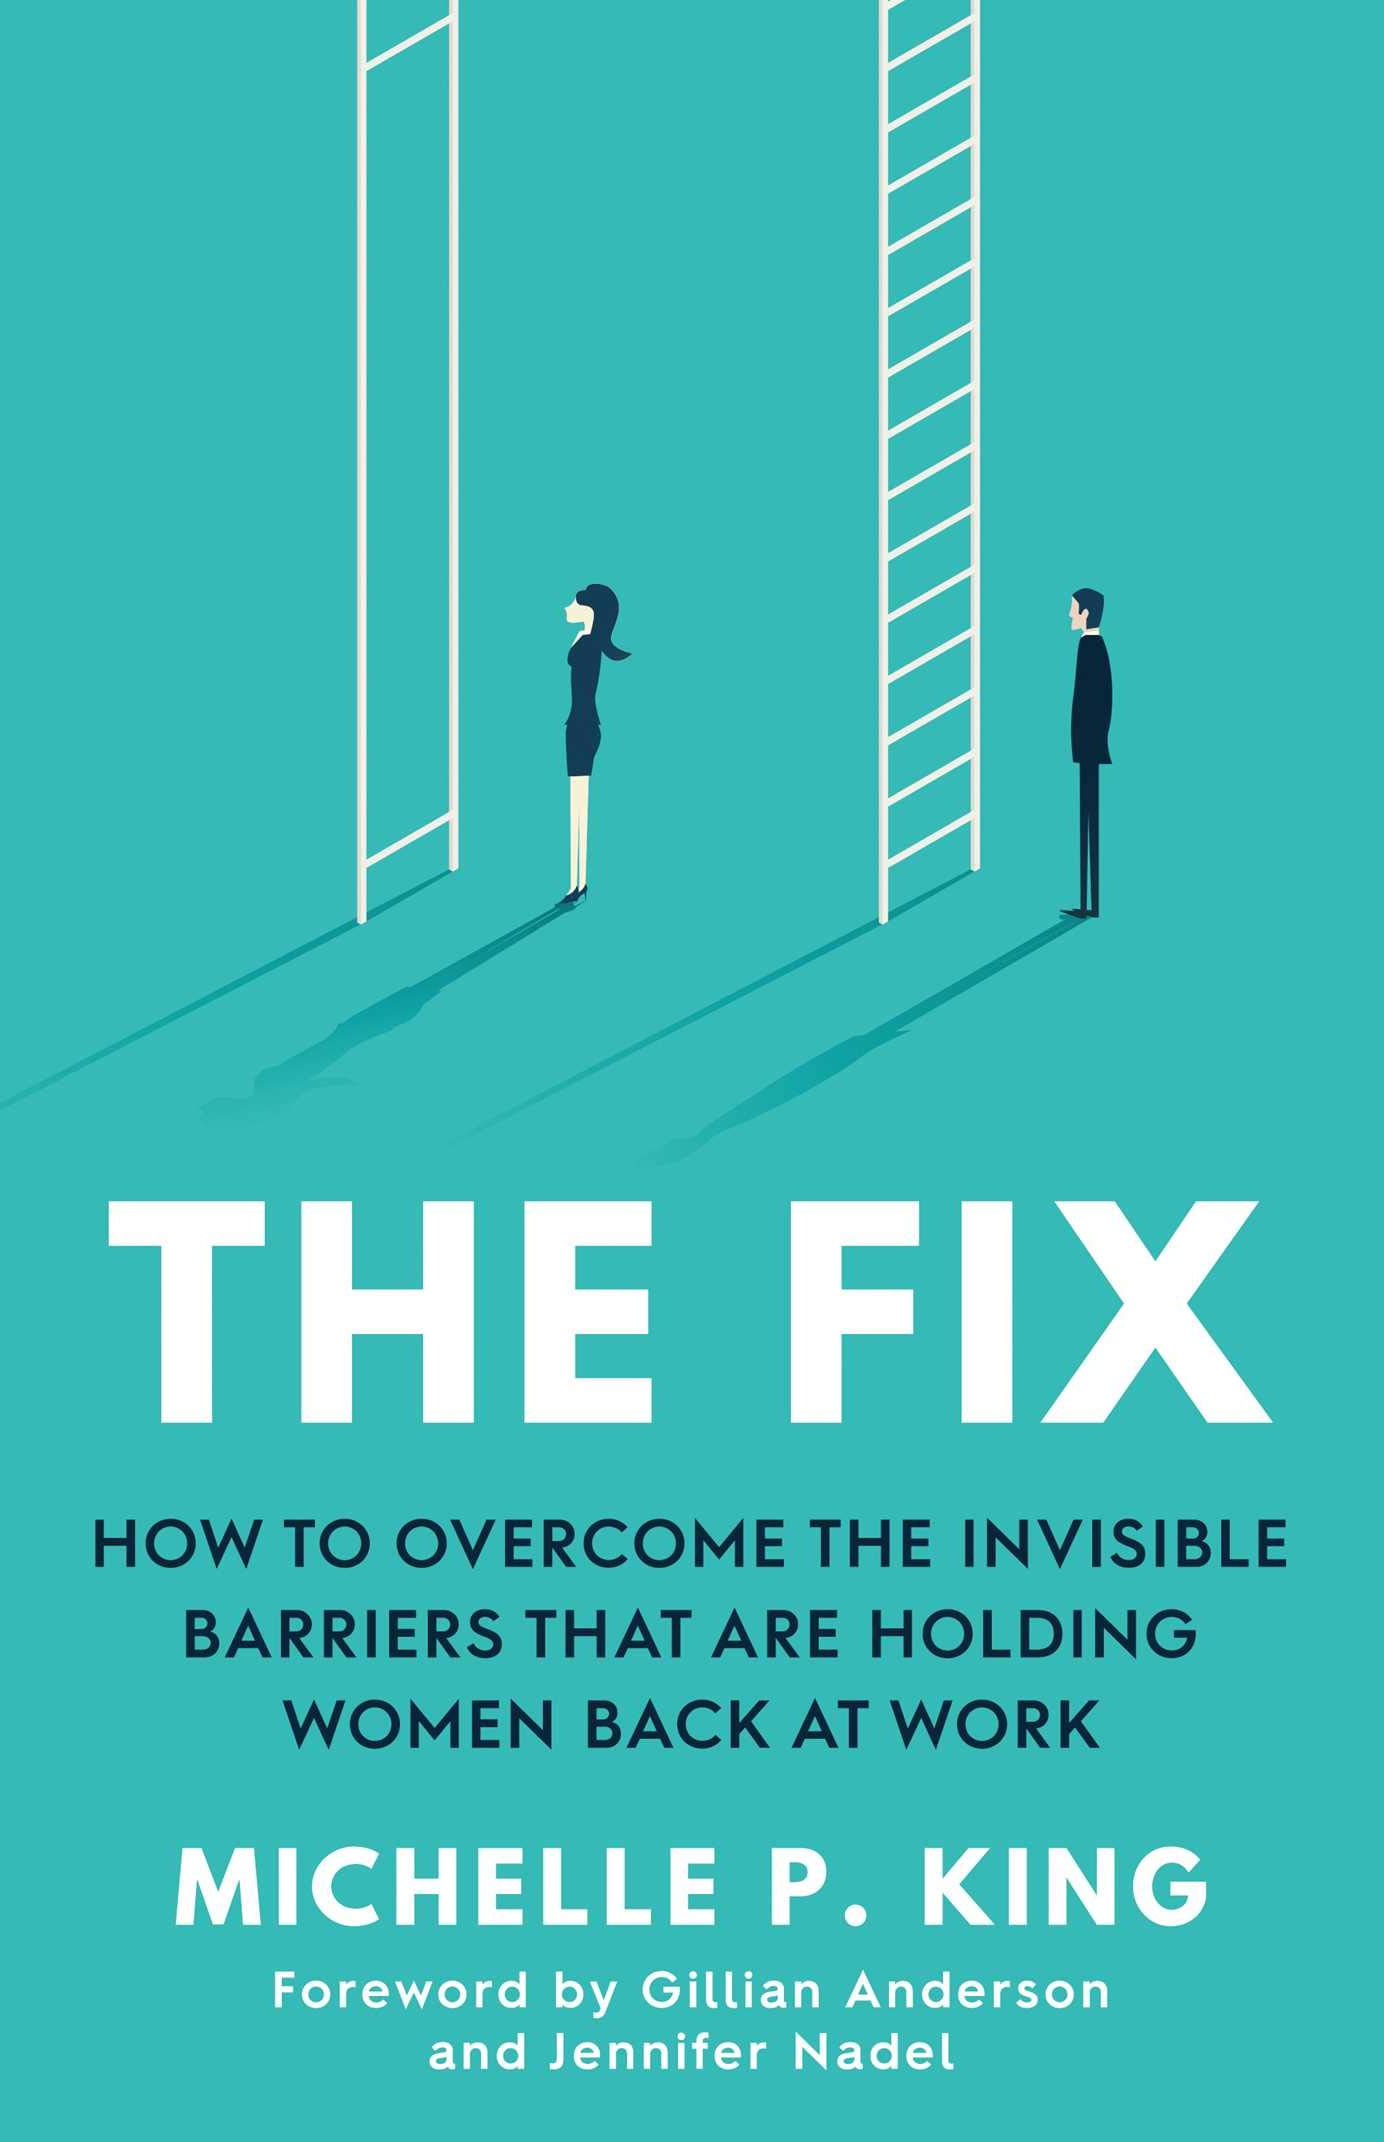 THE FIX
HOW TO OVERCOME THE INVISIBLE
BARRIERS THAT ARE HOLDING
WOMEN BACK AT WORK
MICHELLE P. KING
Foreword by Gillian Anderson
and Jennifer Nadel